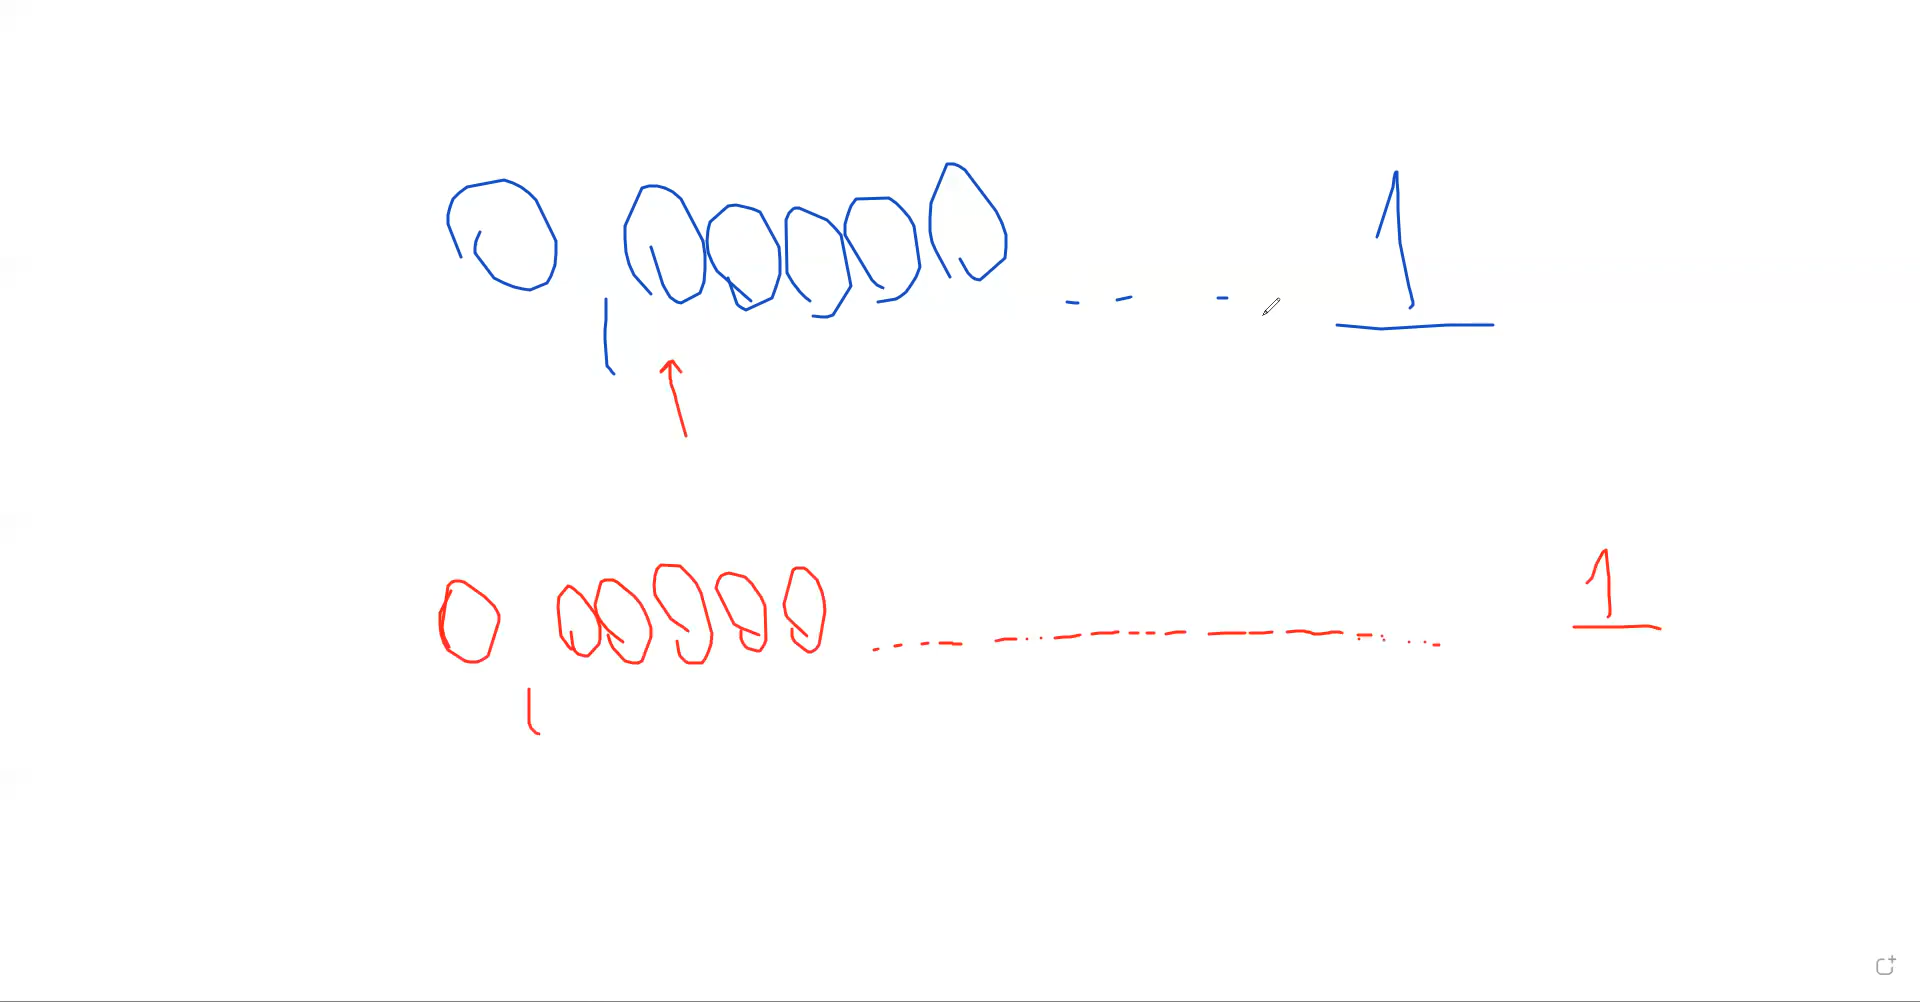 0,00000 - - - 1
0,00000 ........ 1